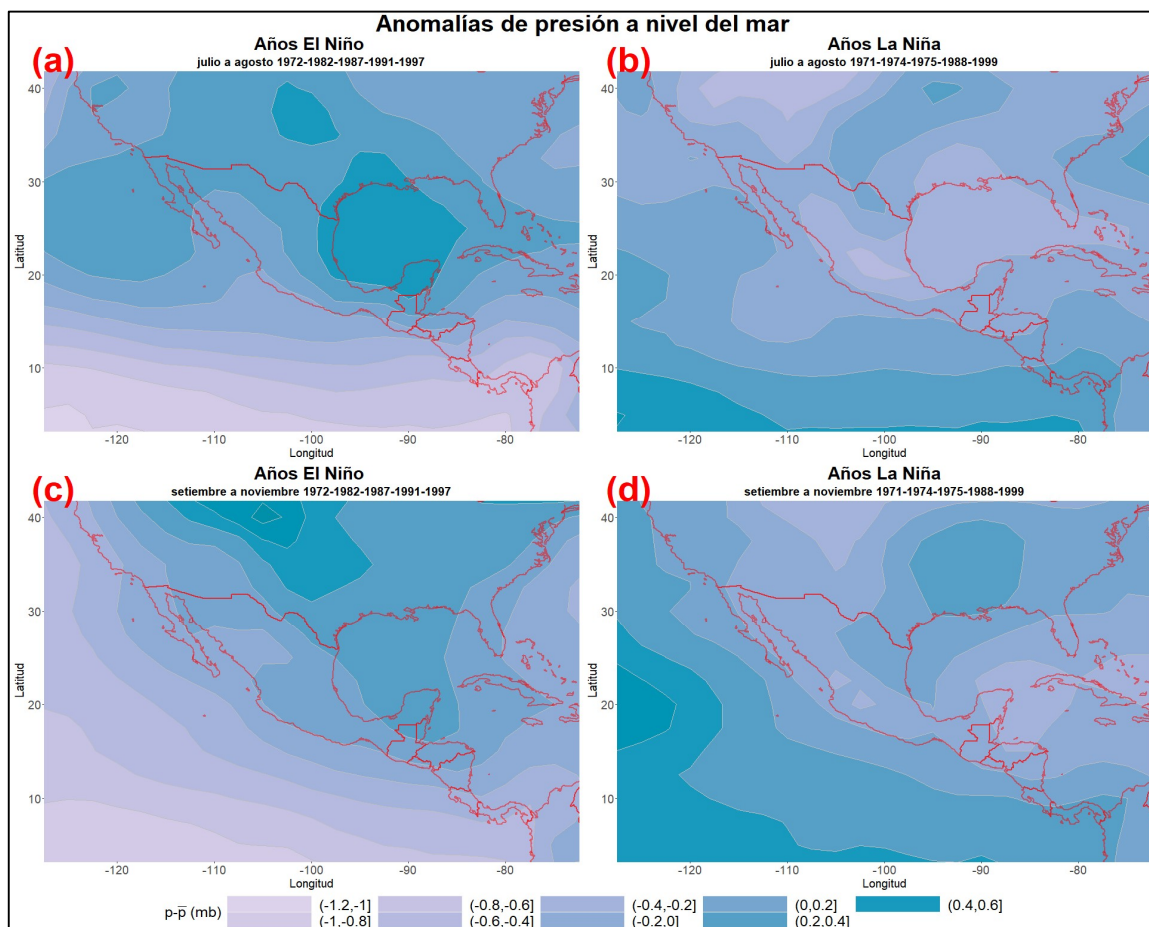 Anomalías de presión a nivel del mar
(a)
Años El Niño
julio a agosto 1972-1982-1987-1991-1997
Latitud
40
30
20
10
-120
-110
-100
-90
-80
Longitud
(b)
Años La Niña
julio a agosto 1971-1974-1975-1988-1999
Latitud
40
30
20
10
-120
-110
-100
-90
-80
Longitud
(c)
Años El Niño
setiembre a noviembre 1972-1982-1987-1991-1997
Latitud
40
30
20
10
-120
-110
-100
-90
-80
Longitud
(d)
Años La Niña
setiembre a noviembre 1971-1974-1975-1988-1999
Latitud
40
30
20
10
-120
-110
-100
-90
-80
Longitud
p-p̅ (mb)
(-1.2,-1] (-0.8,-0.6] (-0.4,-0.2] (0,0.2] (0.4,0.6]
(-1,-0.8] (-0.6,-0.4] (-0.2,0] (0.2,0.4]